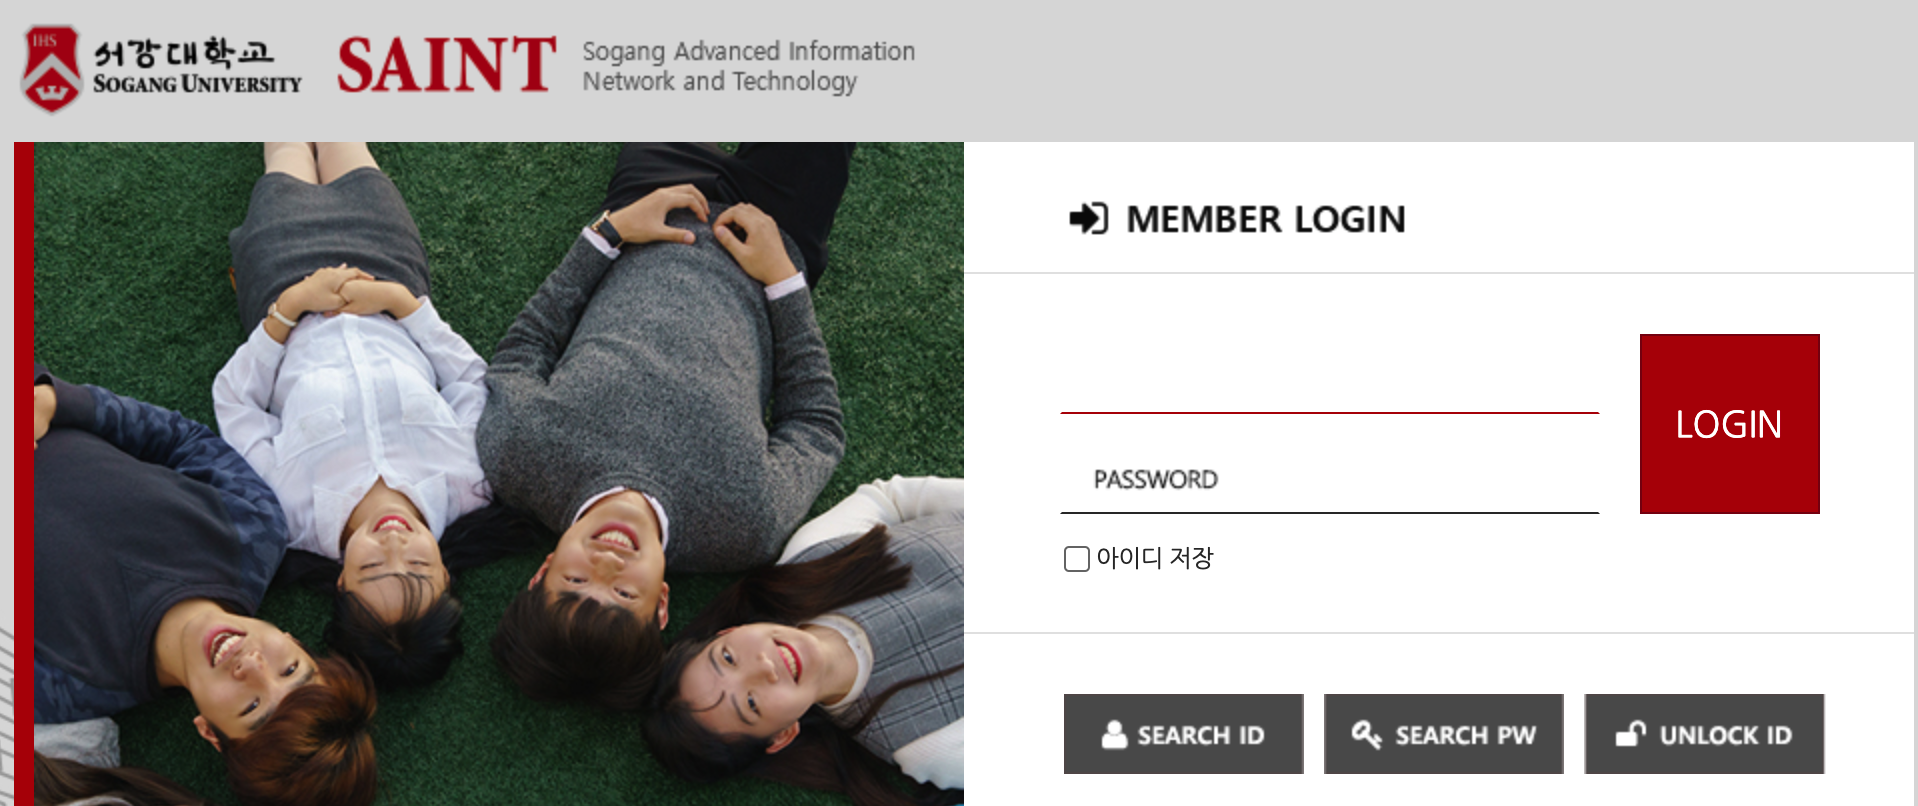 IHS
서강대학교
SOGANG UNIVERSITY
SAINT
Sogang Advanced Information
Network and Technology
MEMBER LOGIN
LOGIN
PASSWORD
아이디 저장
SEARCH ID
SEARCH PW
UNLOCK ID